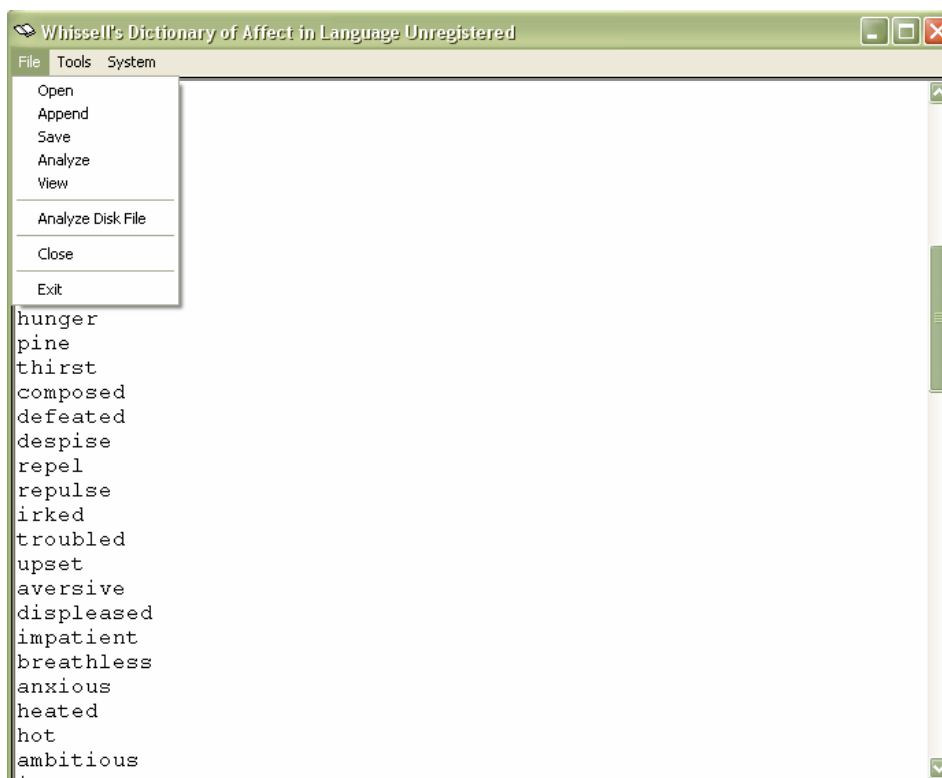 Whissell's Dictionary of Affect in Language Unregistered
File Tools System
Open
Append
Save
Analyze
View
Analyze Disk File
Close
Exit
hunger
pine
thirst
composed
defeated
despise
repel
repulse
irked
troubled
upset
aversive
displeased
impatient
breathless
anxious
heated
hot
ambitious